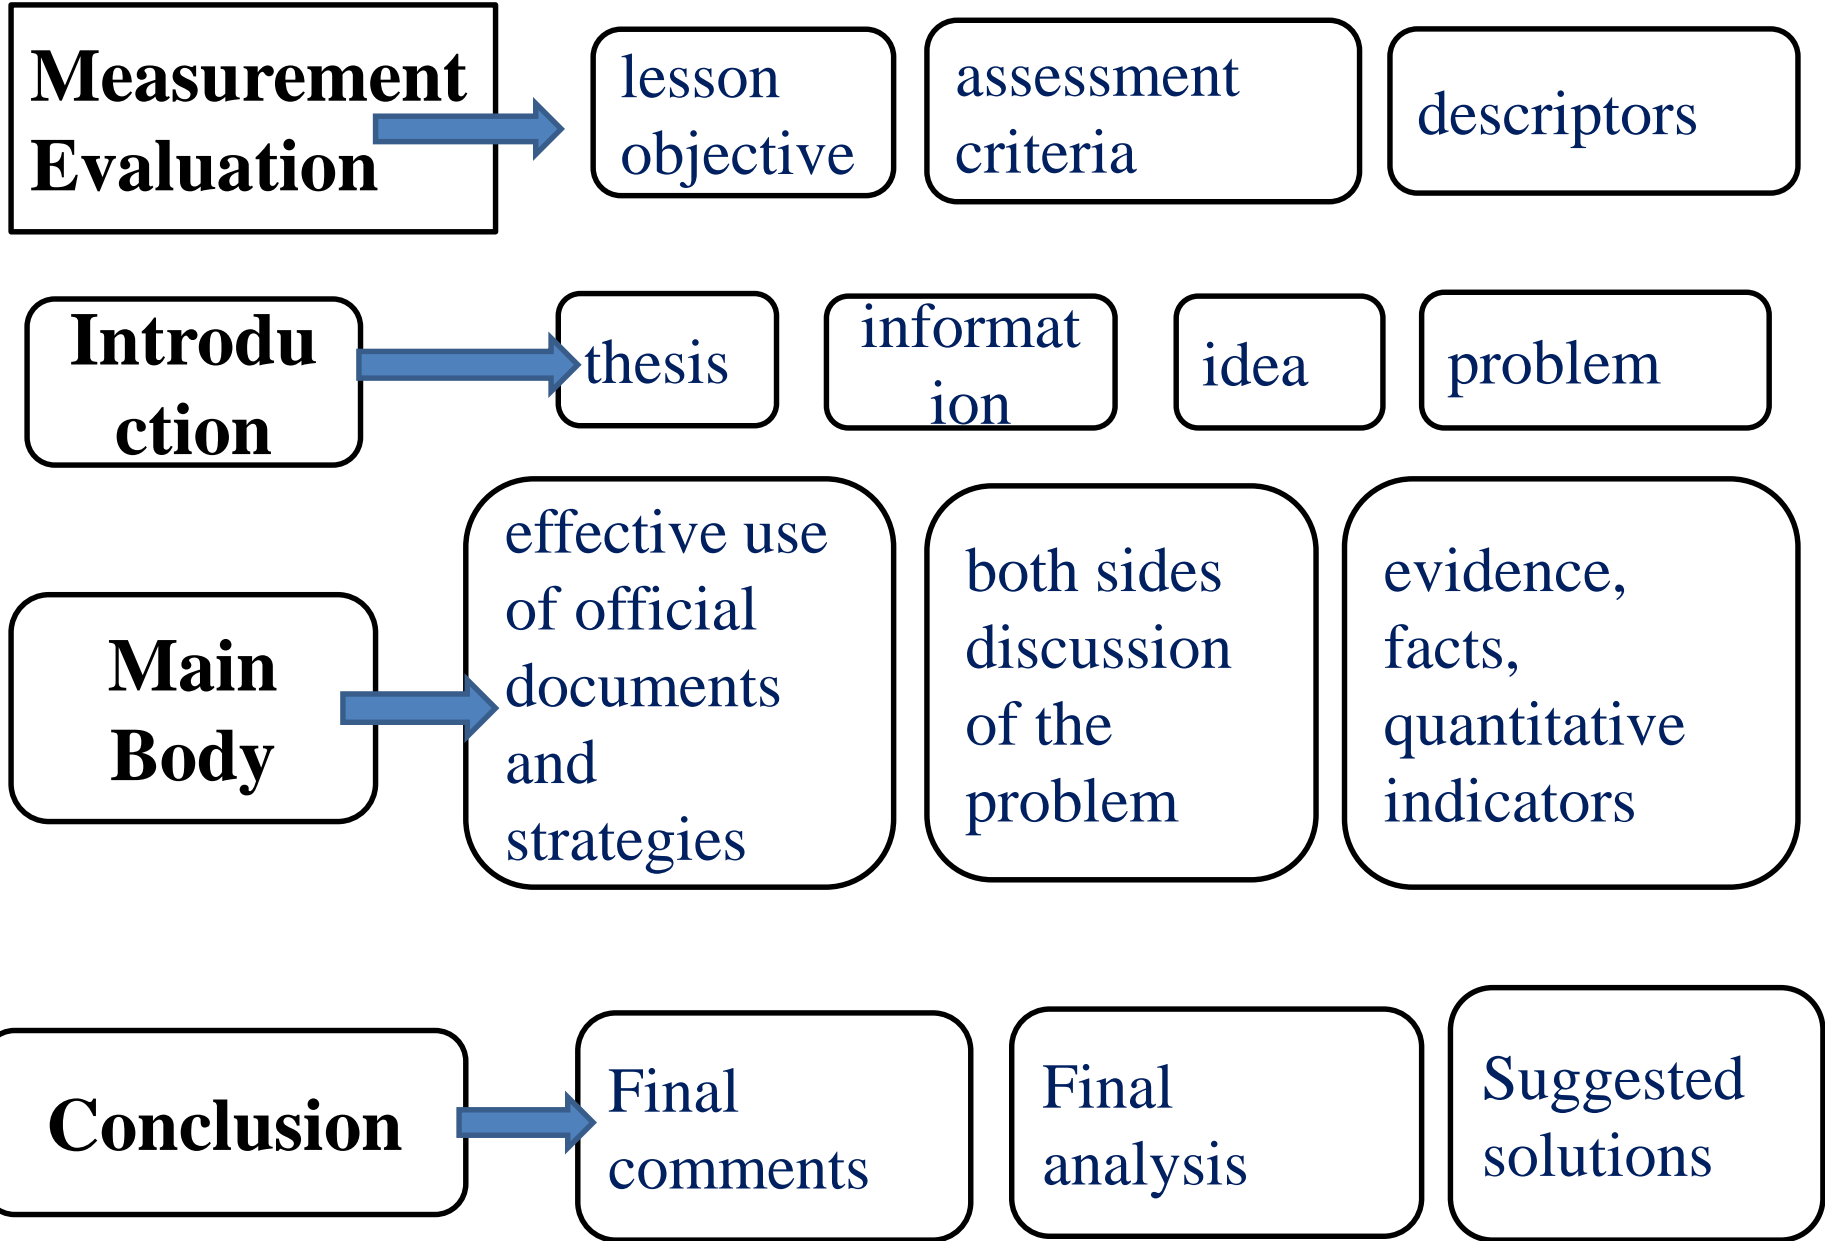 Measurement
Evaluation
lesson
objective
assessment
criteria
descriptors
Introdu
ction
thesis
informat
ion
idea
problem
Main
Body
effective use
of official
documents
and
strategies
both sides
discussion
of the
problem
evidence,
facts,
quantitative
indicators
Conclusion
Final
comments
Final
analysis
Suggested
solutions